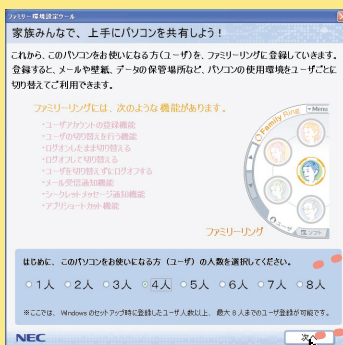 ファミリー環境設定ツール
家族みんなで、上手にパソコンを共有しよう！
これから、このパソコンをお使いになる方(ユーザ)を、ファミリーリングに登録していきます。
登録すると、メールや壁紙、データの保管場所など、パソコンの使用環境をユーザごとに
切り替えてご利用できます。
ファミリーリングには、次のような機能があります。
・ユーザアカウントの登録機能
・ユーザの切り替えを行う機能
・ログオンしたまま切り替える
・ログオフして切り替える
・ユーザを切り替えずにログオフする
・メール受信通知機能
・シークレットメッセージ通知機能
・アプリショートカット機能
Family Ring
Menu
ユーザ
ソフト
ファミリーリング
はじめに、このパソコンをお使いになる方（ユーザ）の人数を選択してください。
1人 2人 3人 4人 5人 6人 7人 8人
※ここでは、Windowsのセットアップ時に登録したユーザ人数以上、最大8人までのユーザ登録が可能です。
NEC
次へ